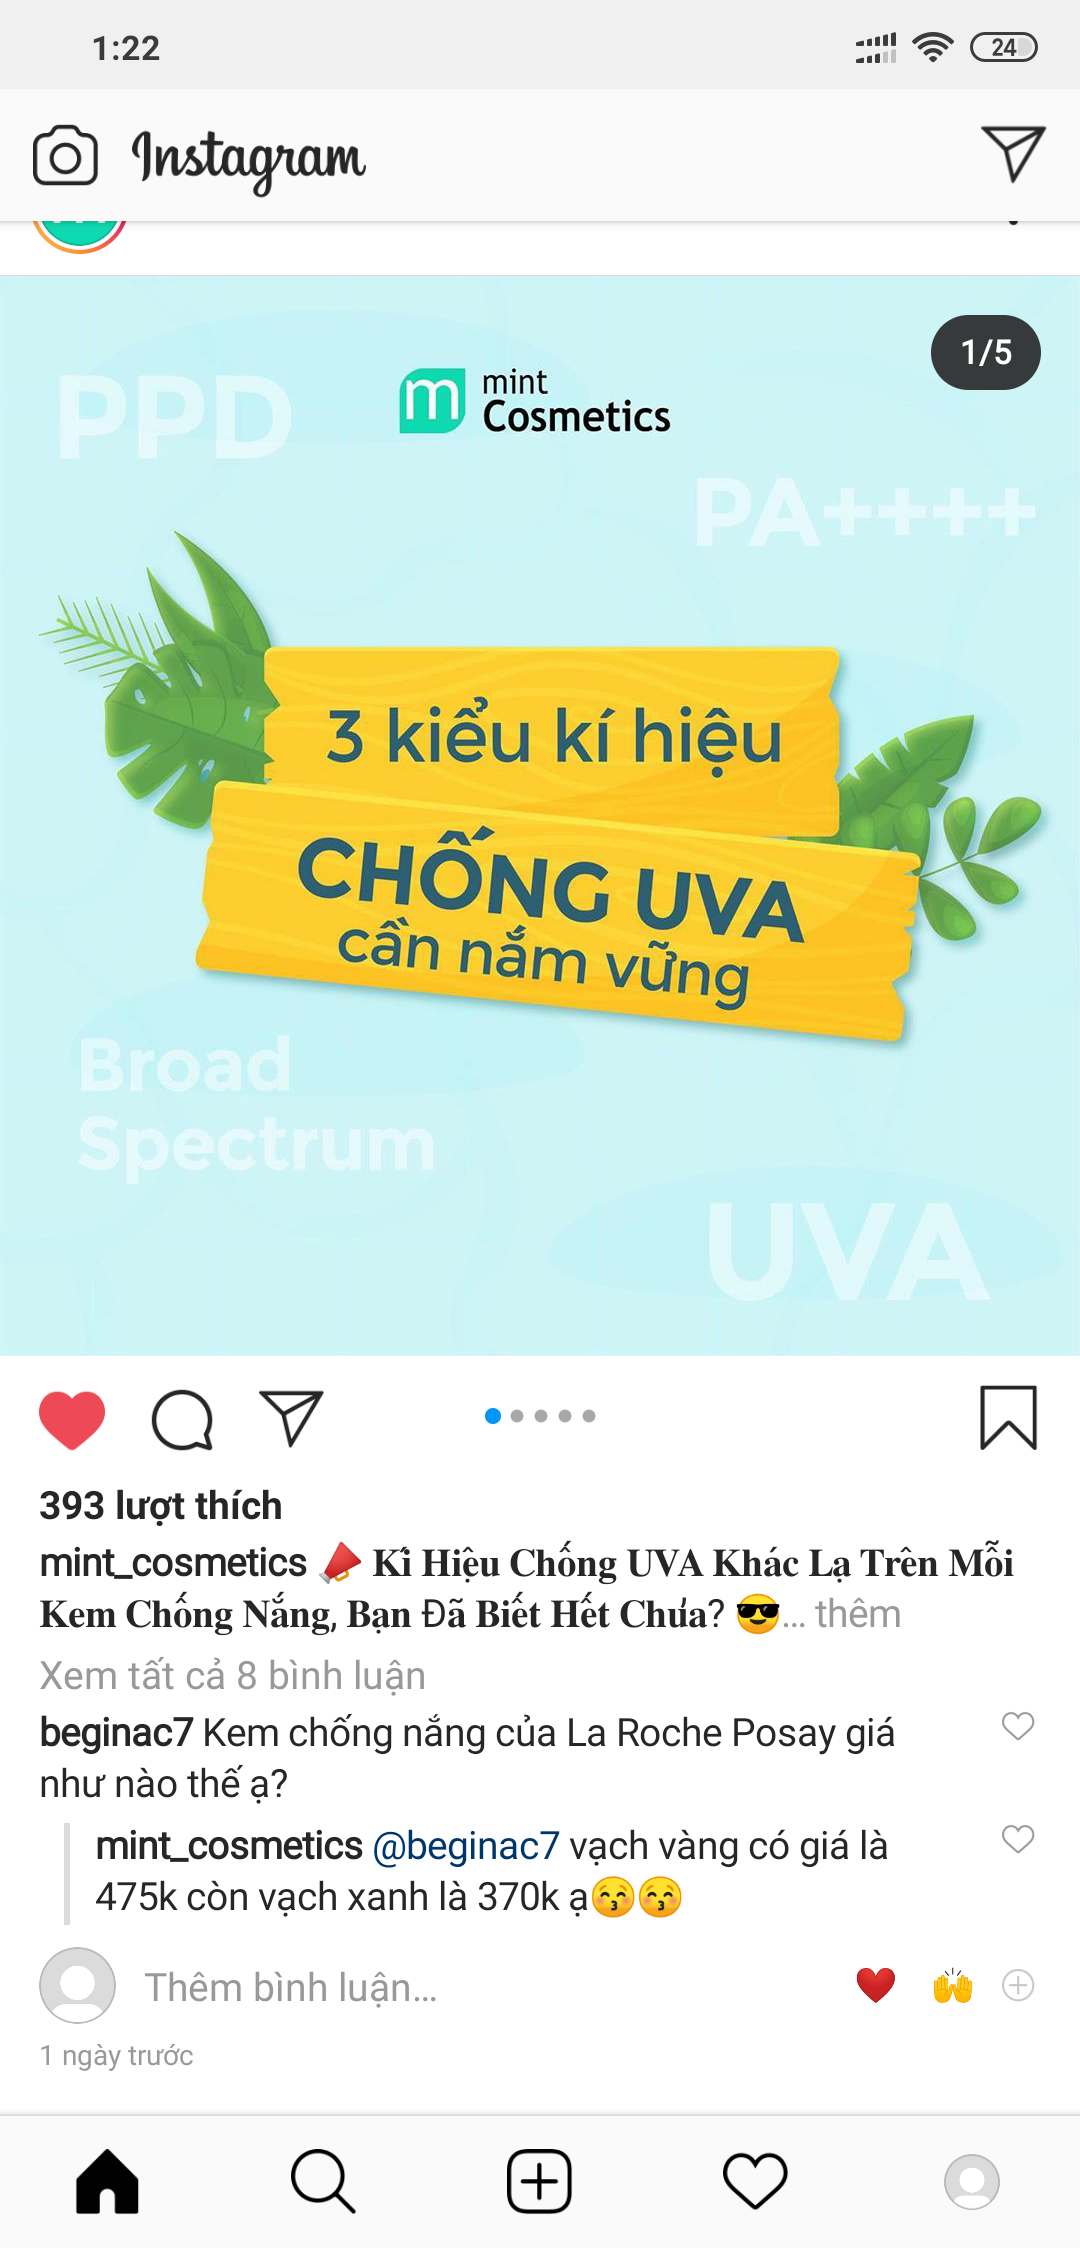 1:22
24
Instagram
1/5
PPD
mint
Cosmetics
PA++++
3 kiểu kí hiệu
CHỐNG UVA
cần nắm vững
Broad
Spectrum
UVA
393 lượt thích
mint_cosmetics 📣 𝐊𝐢́ 𝐇𝐢𝐞̣̂𝐮 𝐂𝐡𝐨̂́𝐧𝐠 𝐔𝐕𝐀 𝐊𝐡𝐚́𝐜 𝐋𝐚̣ 𝐓𝐫𝐞̂𝐧 𝐌𝐨̂̃𝐢
𝐊𝐞𝐦 𝐂𝐡𝐨̂́𝐧𝐠 𝐍𝐚̆́𝐧𝐠, 𝐁𝐚̣𝐧 Đ𝐚̃ 𝐁𝐢𝐞̂́𝐭 𝐇𝐞̂́𝐭 𝐂𝐡𝐮̛𝐚? 😎... thêm
Xem tất cả 8 bình luận
beginac7 Kem chống nắng của La Roche Posay giá
như nào thế ạ?
mint_cosmetics @beginac7 vạch vàng có giá là
475k còn vạch xanh là 370k ạ😚😚
Thêm bình luận...
1 ngày trước